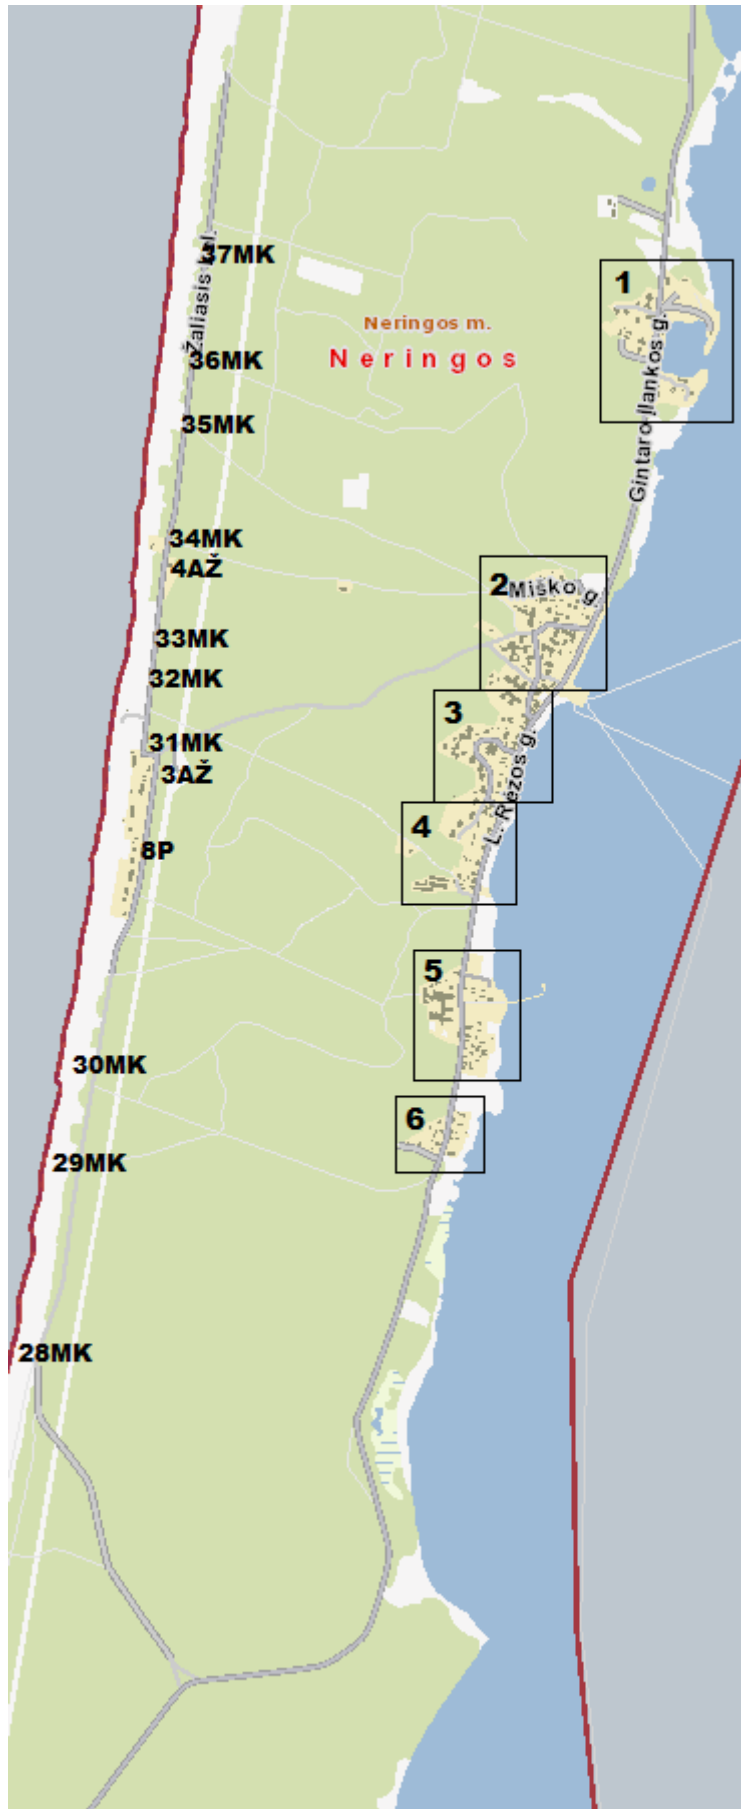 37MK
Žaliasis kel.
1
Neringos m.
Neringos
36MK
35MK
Gintaro Įlankos g.
34MK
4AŽ
2
Miško g.
33MK
32MK
3
31MK
3AŽ
L. Rėzos g.
4
8P
5
30MK
6
29MK
28MK